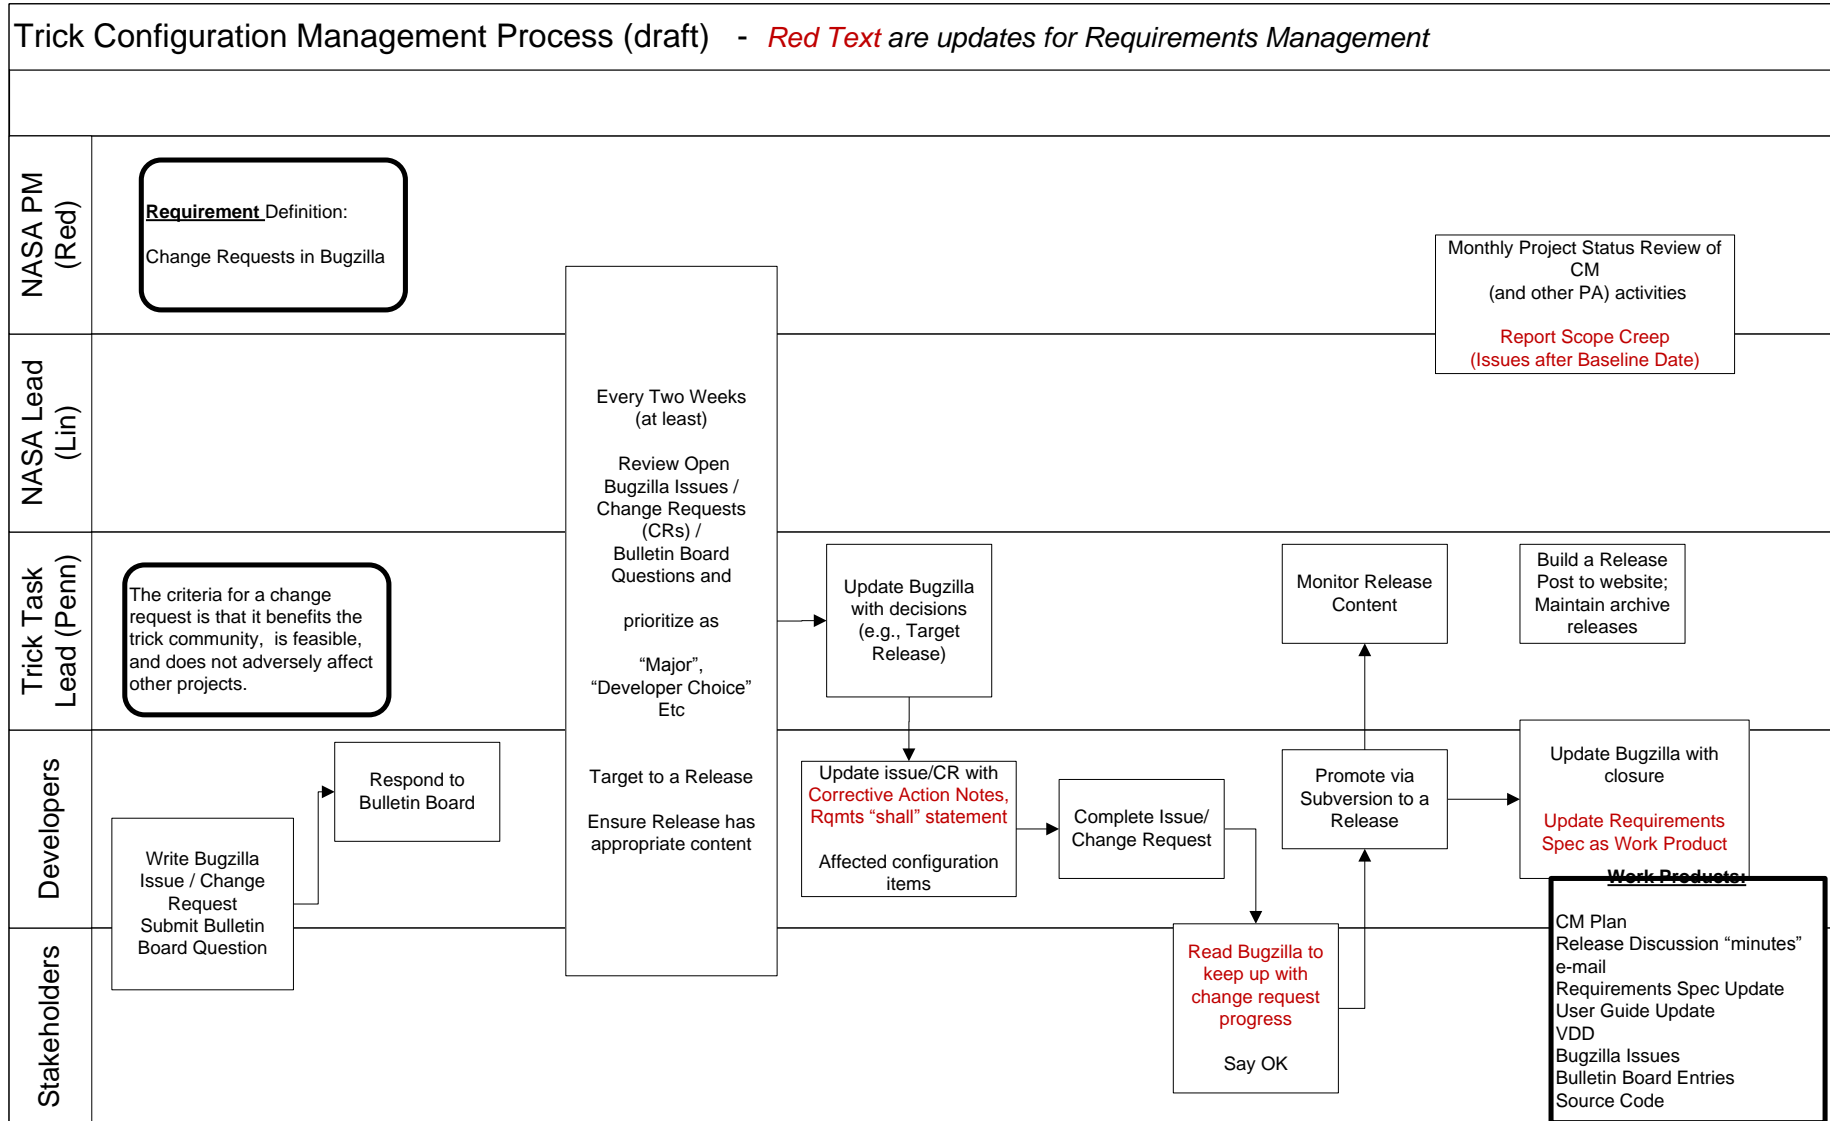 Trick Configuration Management Process (draft) - Red Text are updates for Requirements Management
NASA PM
(Red)
Requirement Definition:
Change Requests in Bugzilla
Monthly Project Status Review of
CM
(and other PA) activities
Report Scope Creep
(Issues after Baseline Date)
NASA Lead
(Lin)
Every Two Weeks
(at least)
Review Open
Bugzilla Issues /
Change Requests
(CRs) /
Bulletin Board
Questions and
prioritize as
“Major”,
“Developer Choice”
Etc
Target to a Release
Ensure Release has
appropriate content
Trick Task
Lead (Penn)
The criteria for a change
request is that it benefits the
trick community, is feasible,
and does not adversely affect
other projects.
Update Bugzilla
with decisions
(e.g., Target
Release)
Monitor Release
Content
Build a Release
Post to website;
Maintain archive
releases
Developers
Write Bugzilla
Issue / Change
Request
Submit Bulletin
Board Question
Respond to
Bulletin Board
Update issue/CR with
Corrective Action Notes,
Rqmts “shall” statement
Affected configuration
items
Complete Issue/
Change Request
Promote via
Subversion to a
Release
Update Bugzilla with
closure
Update Requirements
Spec as Work Product
Stakeholders
Read Bugzilla to
keep up with
change request
progress
Say OK
Work Products:
CM Plan
Release Discussion “minutes”
e-mail
Requirements Spec Update
User Guide Update
VDD
Bugzilla Issues
Bulletin Board Entries
Source Code